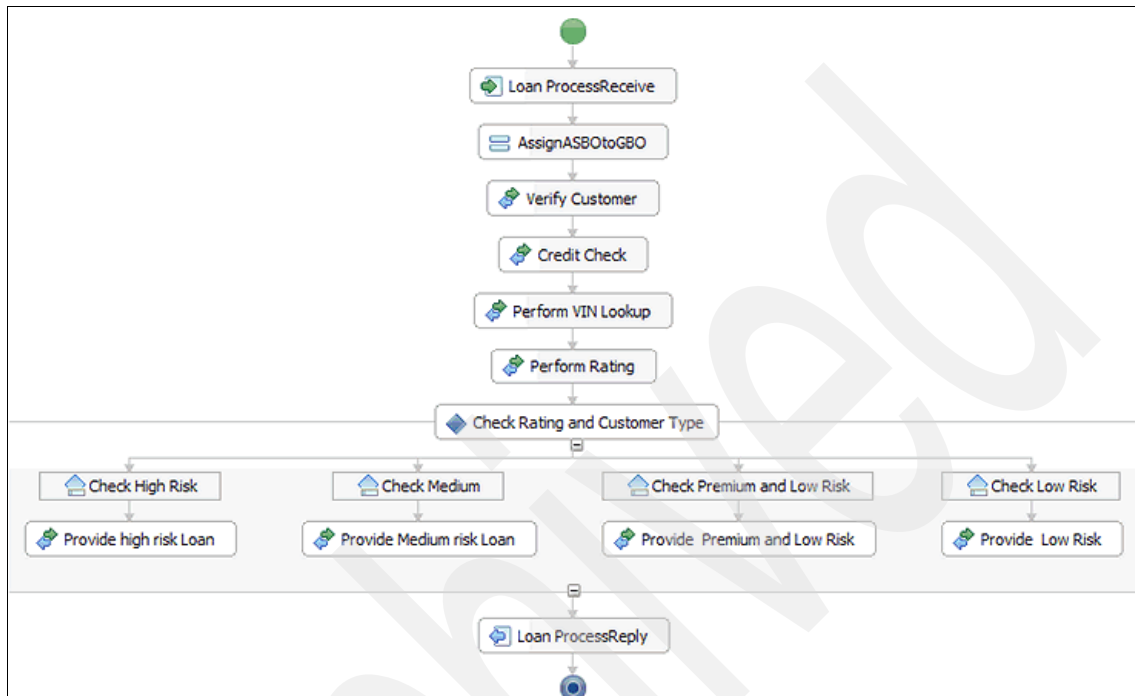 Loan ProcessReceive
AssignASBOtoGBO
Verify Customer
Credit Check
Perform VIN Lookup
Perform Rating
Check Rating and Customer Type
Check High Risk
Check Medium
Check Premium and Low Risk
Check Low Risk
Provide high risk Loan
Provide Medium risk Loan
Provide  Premium and Low Risk
Provide  Low Risk
Loan ProcessReply
hived